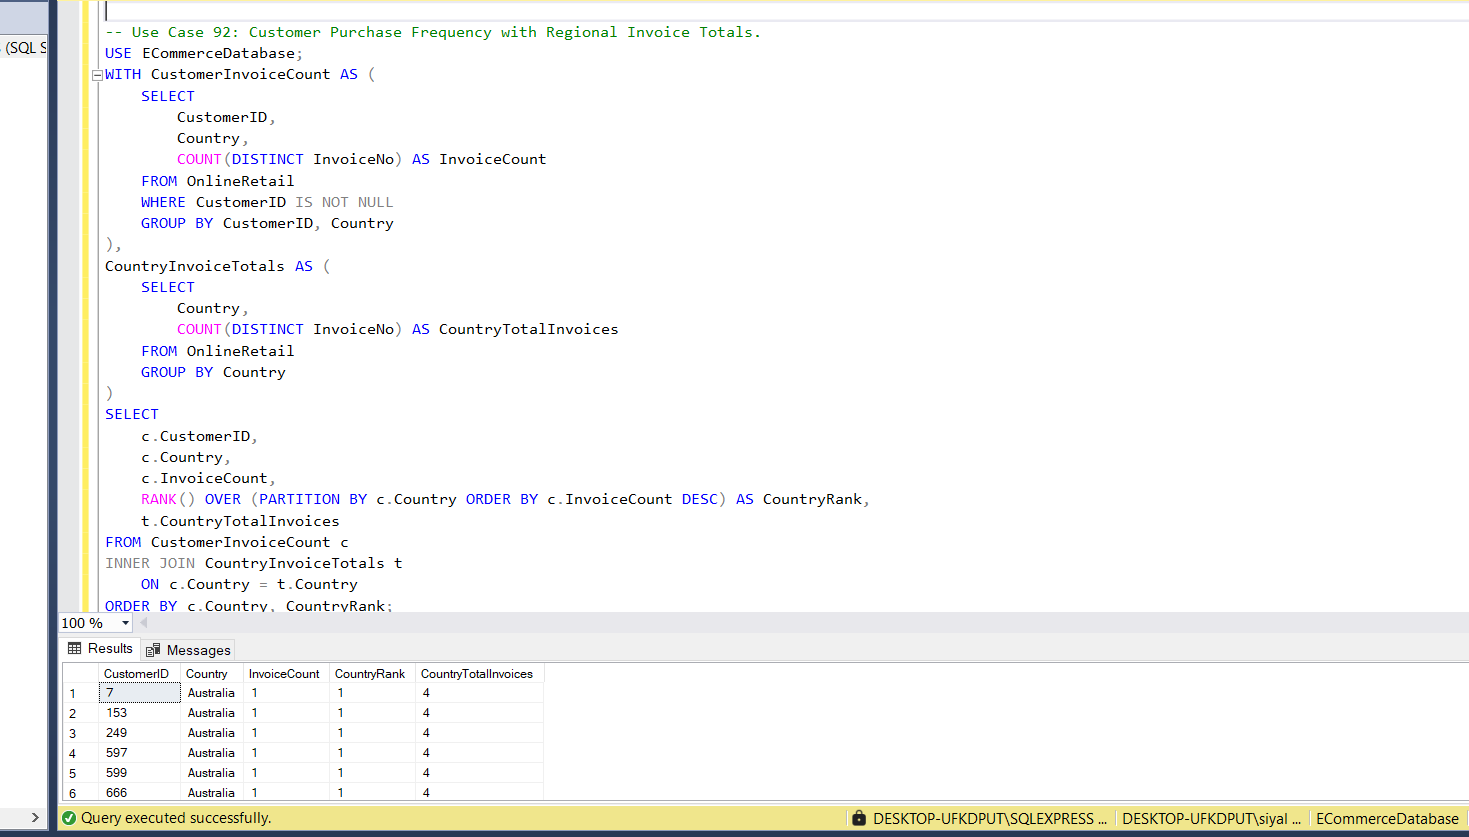 (SQL S
-- Use Case 92: Customer Purchase Frequency with Regional Invoice Totals.
USE ECommerceDatabase;
WITH CustomerInvoiceCount AS (
SELECT
CustomerID,
Country,
COUNT(DISTINCT InvoiceNo) AS InvoiceCount
FROM OnlineRetail
WHERE CustomerID IS NOT NULL
GROUP BY CustomerID, Country
),
CountryInvoiceTotals AS (
SELECT
Country,
COUNT(DISTINCT InvoiceNo) AS CountryTotalInvoices
FROM OnlineRetail
GROUP BY Country
)
SELECT
c.CustomerID,
c.Country,
c.InvoiceCount,
RANK() OVER (PARTITION BY c.Country ORDER BY c.InvoiceCount DESC) AS CountryRank,
t.CountryTotalInvoices
FROM CustomerInvoiceCount c
INNER JOIN CountryInvoiceTotals t
ON c.Country = t.Country
ORDER BY c.Country, CountryRank;
100 %
Results Messages
CustomerID Country InvoiceCount CountryRank CountryTotalInvoices
1 7 Australia 1 1 4
2 153 Australia 1 1 4
3 249 Australia 1 1 4
4 597 Australia 1 1 4
5 599 Australia 1 1 4
6 666 Australia 1 1 4
Query executed successfully. DESKTOP-UFKDPUT\SQLEXPRESS ... DESKTOP-UFKDPUT\siyal ... ECommerceDatabase